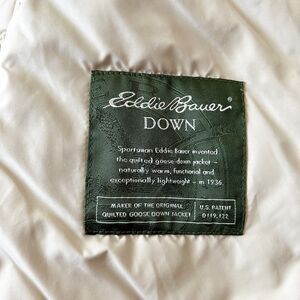 Eddie Bauer®
DOWN
Sportsman Eddie Bauer invented
the quilted goose-down jacket –
naturally warm, functional and
exceptionally lightweight – in 1936.
MAKER OF THE ORIGINAL
QUILTED GOOSE DOWN JACKET
U.S. PATENT
D119,122